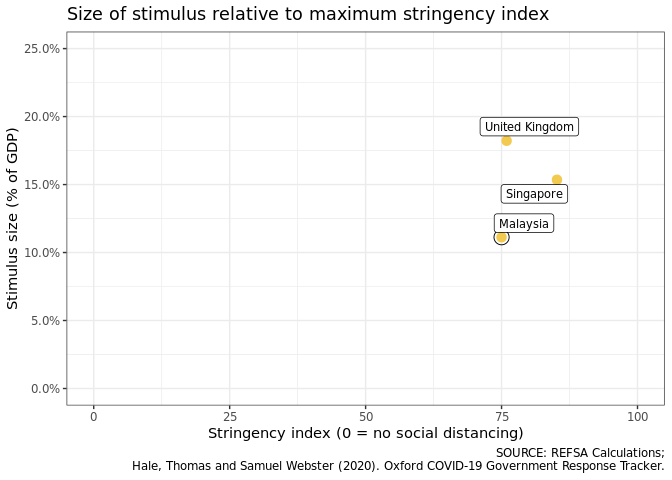 Size of stimulus relative to maximum stringency index
25.0%
20.0%
15.0%
10.0%
5.0%
0.0%
Stimulus size (% of GDP)
United Kingdom
Singapore
Malaysia
0 25 50 75 100
Stringency index (0 = no social distancing)
SOURCE: REFSA Calculations;
Hale, Thomas and Samuel Webster (2020). Oxford COVID-19 Government Response Tracker.